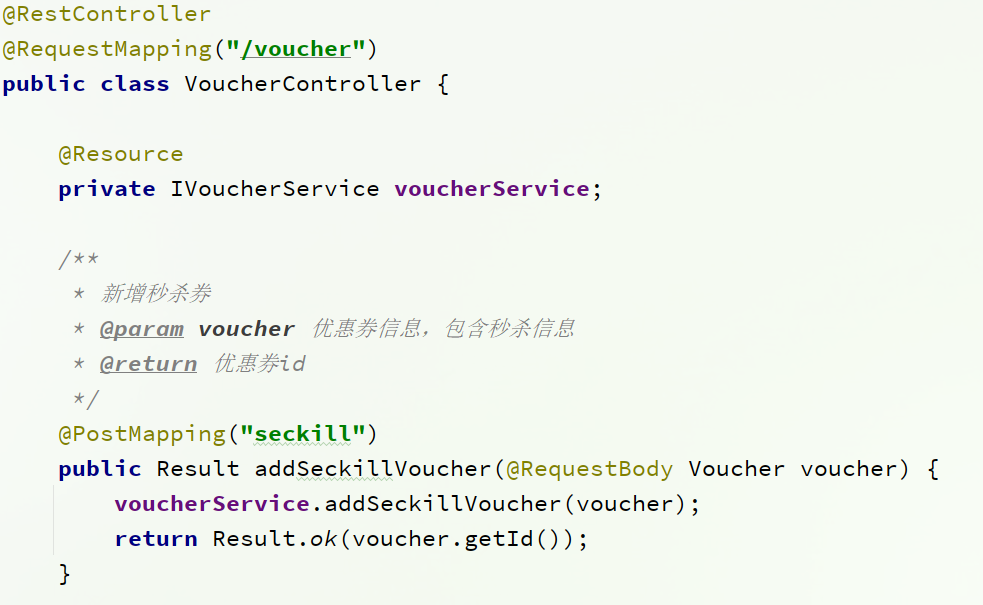 @RestController
@RequestMapping("/voucher")
public class VoucherController {
@Resource
private IVoucherService voucherService;
/**
* 新增秒杀券
* @param voucher 优惠券信息，包含秒杀信息
* @return 优惠券id
*/
@PostMapping("seckill")
public Result addSeckillVoucher(@RequestBody Voucher voucher) {
voucherService.addSeckillVoucher(voucher);
return Result.ok(voucher.getId());
}